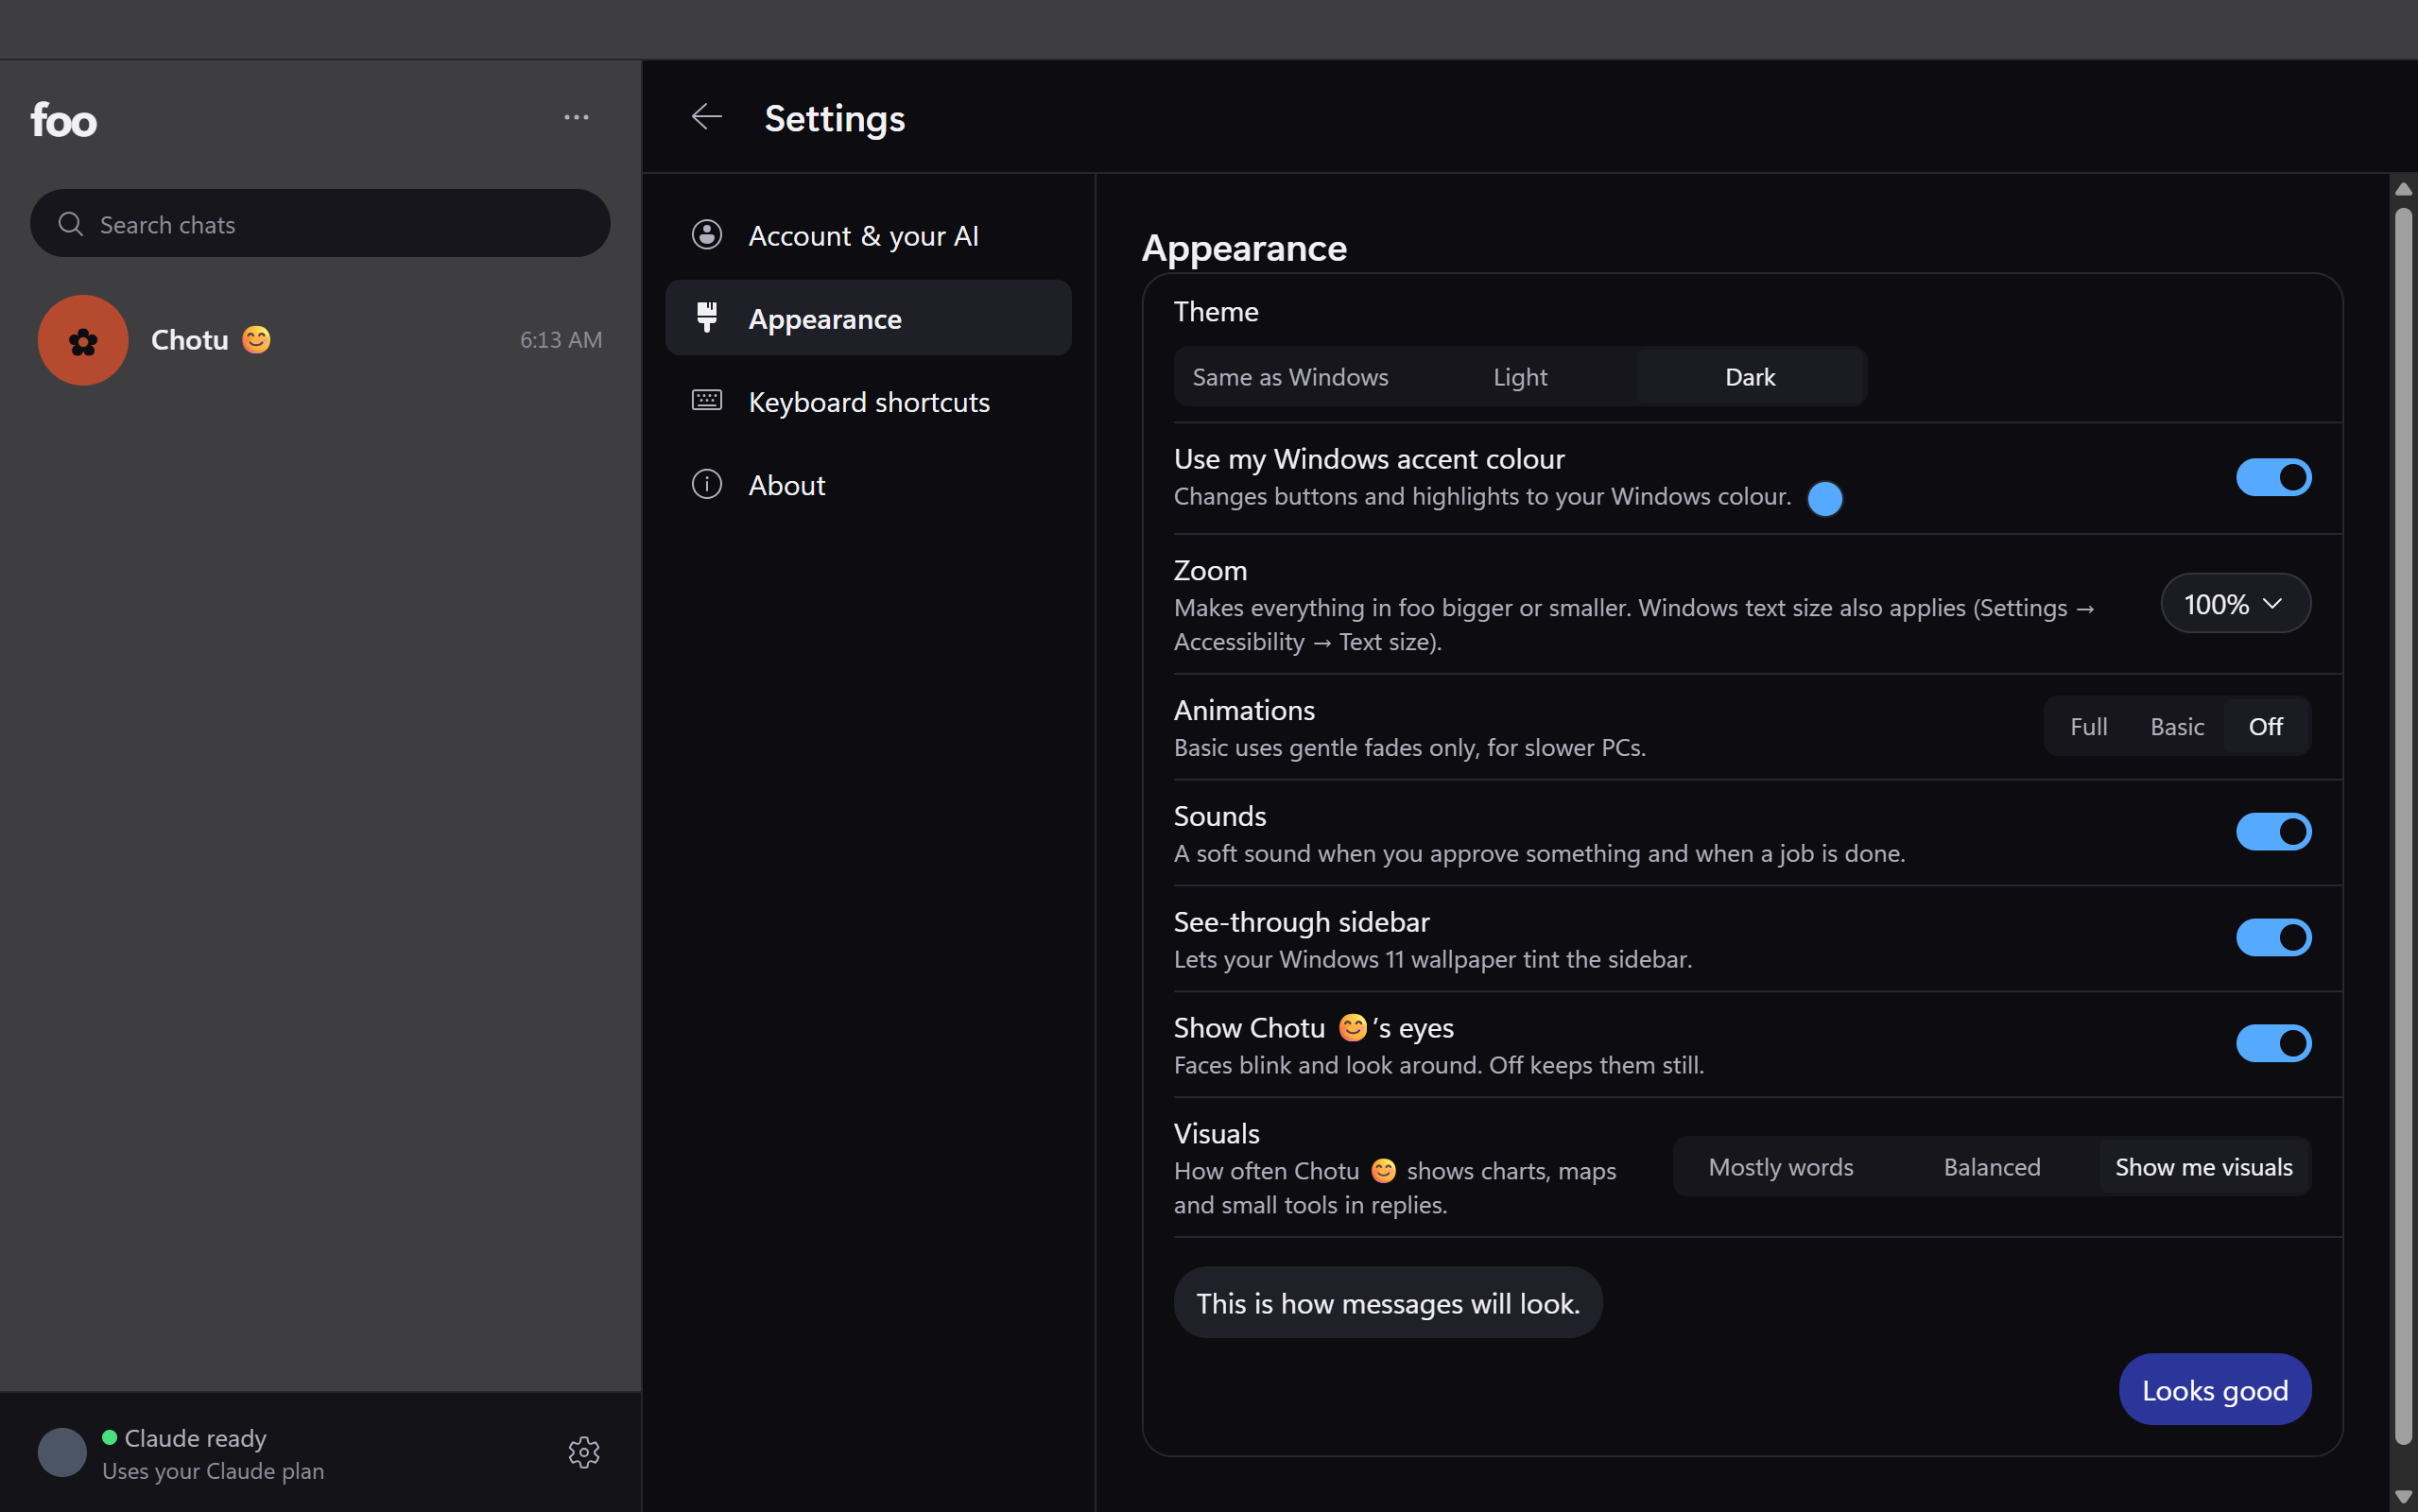 foo
Search chats
Chotu 😊
6:13 AM
Claude ready
Uses your Claude plan
Settings
Account & your AI
Appearance
Keyboard shortcuts
About
Appearance
Theme
Same as Windows Light Dark
Use my Windows accent colour
Changes buttons and highlights to your Windows colour.
Zoom
Makes everything in foo bigger or smaller. Windows text size also applies (Settings →
Accessibility → Text size).
100%
Animations
Basic uses gentle fades only, for slower PCs.
Full Basic Off
Sounds
A soft sound when you approve something and when a job is done.
See-through sidebar
Lets your Windows 11 wallpaper tint the sidebar.
Show Chotu 😊’s eyes
Faces blink and look around. Off keeps them still.
Visuals
How often Chotu 😊 shows charts, maps
and small tools in replies.
Mostly words Balanced Show me visuals
This is how messages will look.
Looks good